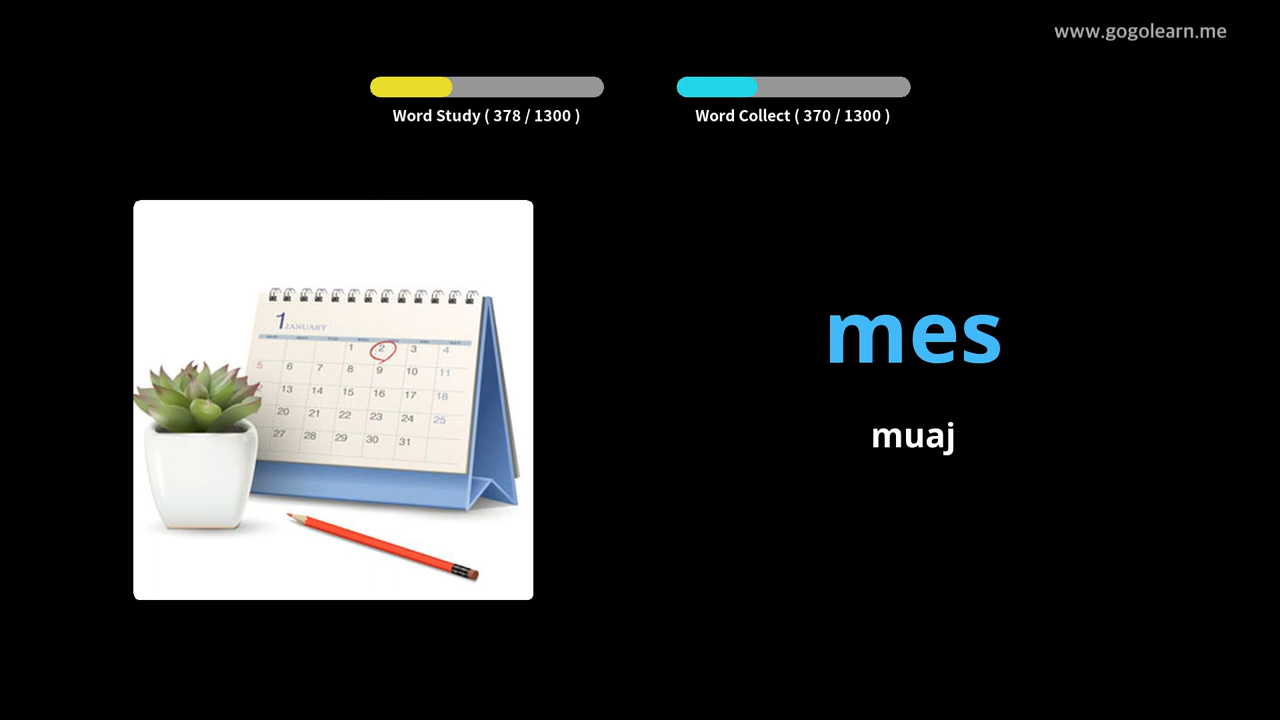 www.gogolearn.me
Word Study ( 378 / 1300 )
Word Collect ( 370 / 1300 )
mes
muaj
1 JANUARY
1 2 3 4
5 6 7 8 9 10 11
13 14 15 16 17 18
20 21 22 23 24 25
27 28 29 30 31